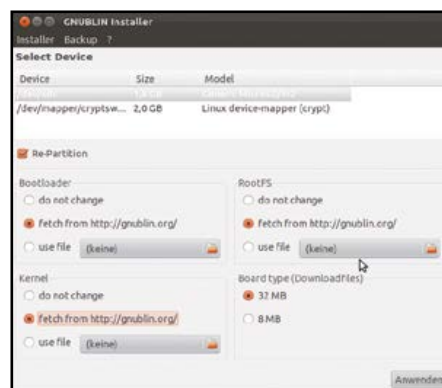 GNUBLIN Installer
Installer Backup ?
Select Device
Device Size Model
/dev/mapper/cryptsw... 2,0 GB Linux device-mapper (crypt)
Re-Partition
Bootloader
do not change
fetch from http://gnublin.org/
use file (keine)
RootFS
do not change
fetch from http://gnublin.org/
use file (keine)
Kernel
do not change
fetch from http://gnublin.org/
use file (keine)
Board type (Downloadfiles)
32 MB
8 MB
Anwenden